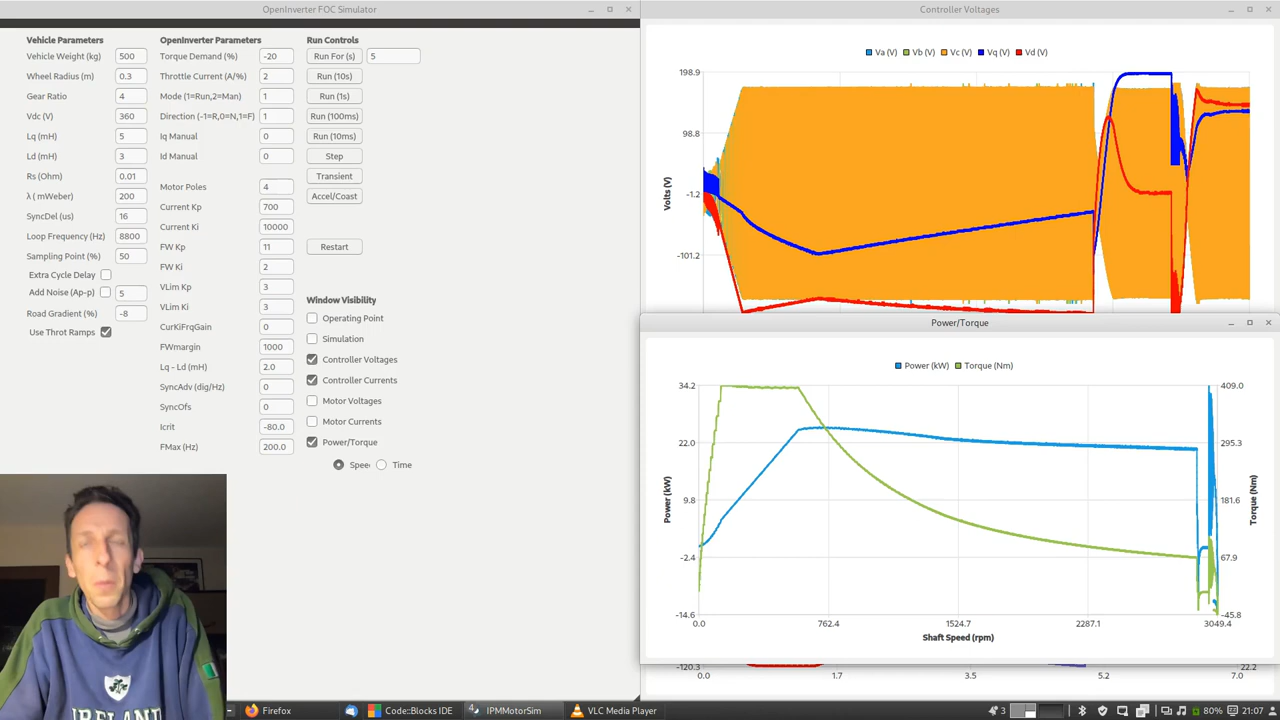 OpenInverter FOC Simulator
Vehicle Parameters
Vehicle Weight (kg) 500
Wheel Radius (m) 0.3
Gear Ratio 4
Vdc (V) 360
Lq (mH) 5
Ld (mH) 3
Rs (Ohm) 0.01
λ ( mWeber) 200
SyncDel (us) 16
Loop Frequency (Hz) 8800
Sampling Point (%) 50
Extra Cycle Delay
Add Noise (Ap-p) 5
Road Gradient (%) -8
Use Throt Ramps
OpenInverter Parameters
Torque Demand (%) -20
Throttle Current (A/%) 2
Mode (1=Run,2=Man) 1
Direction (-1=R,0=N,1=F) 1
Iq Manual 0
Id Manual 0
Motor Poles 4
Current Kp 700
Current Ki 10000
FW Kp 11
FW Ki 2
VLim Kp 3
VLim Ki 3
CurKiFrqGain 0
FWmargin 1000
Lq - Ld (mH) 2.0
SyncAdv (dig/Hz) 0
SyncOfs 0
Icrit -80.0
FMax (Hz) 200.0
Run Controls
Run For (s) 5
Run (10s)
Run (1s)
Run (100ms)
Run (10ms)
Step
Transient
Accel/Coast
Restart
Window Visibility
Operating Point
Simulation
Controller Voltages
Controller Currents
Motor Voltages
Motor Currents
Power/Torque
Speed Time
Controller Voltages
Va (V) Vb (V) Vc (V) Vq (V) Vd (V)
198.9
98.8
-1.2
-101.2
Volts (V)
Power/Torque
Power (kW) Torque (Nm)
34.2 409.0
22.0 295.3
9.8 181.6
-2.4 67.9
-14.6 -45.8
Power (kW)
Torque (Nm)
0.0 762.4 1524.7 2287.1 3049.4
Shaft Speed (rpm)
-120.3 22.2
0.0 1.7 3.5 5.2 7.0
IRELAND
Firefox Code::Blocks IDE IPMMotorSim VLC Media Player 3 80% 21:07